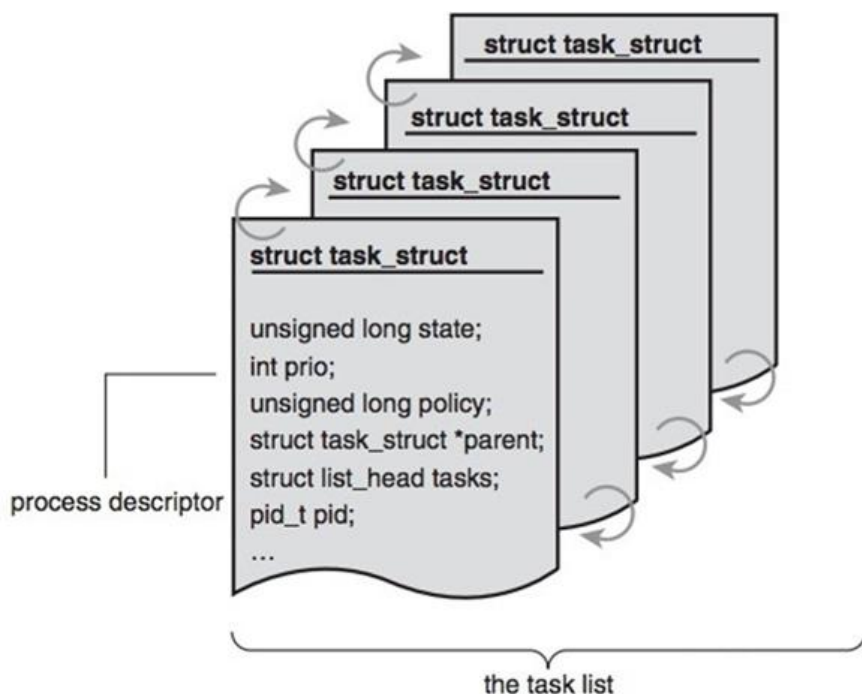 struct task_struct
struct task_struct
struct task_struct
struct task_struct
unsigned long state;
int prio;
unsigned long policy;
struct task_struct *parent;
struct list_head tasks;
process descriptor
pid_t pid;
...
the task list